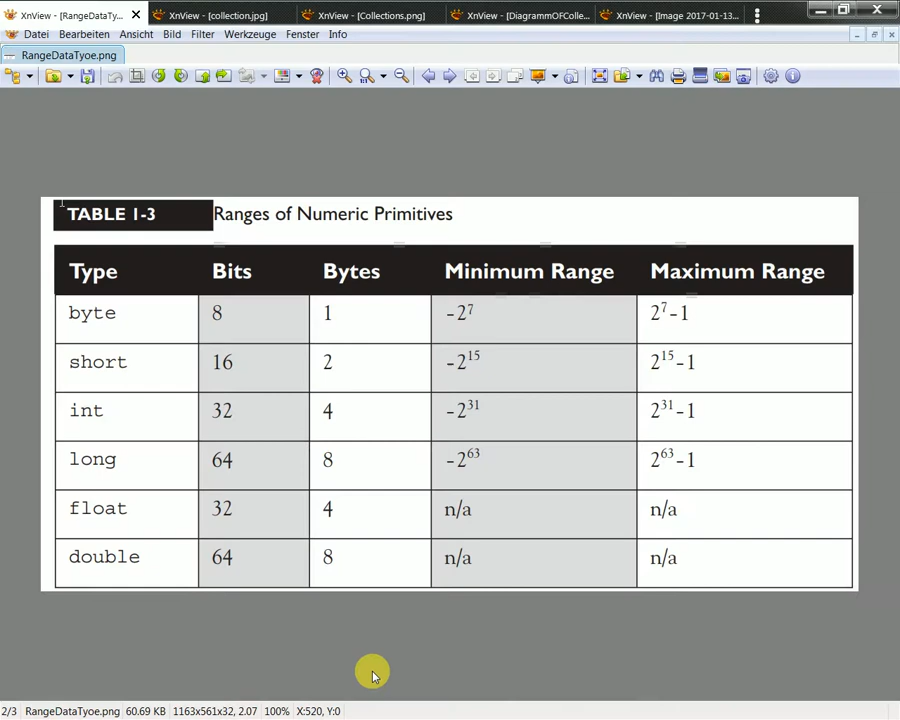 XnView - [RangeDataTy... XnView - [collection.jpg] XnView - [Collections.png] XnView - [DiagrammOFColle... XnView - [Image 2017-01-13...
Datei Bearbeiten Ansicht Bild Filter Werkzeuge Fenster Info
RangeDataTyoe.png
TABLE 1-3 Ranges of Numeric Primitives
Type Bits Bytes Minimum Range Maximum Range
byte 8 1 -2⁷ 2⁷-1
short 16 2 -2¹⁵ 2¹⁵-1
int 32 4 -2³¹ 2³¹-1
long 64 8 -2⁶³ 2⁶³-1
float 32 4 n/a n/a
double 64 8 n/a n/a
2/3 RangeDataTyoe.png 60.69 KB 1163x561x32, 2.07 100% X:520, Y:0